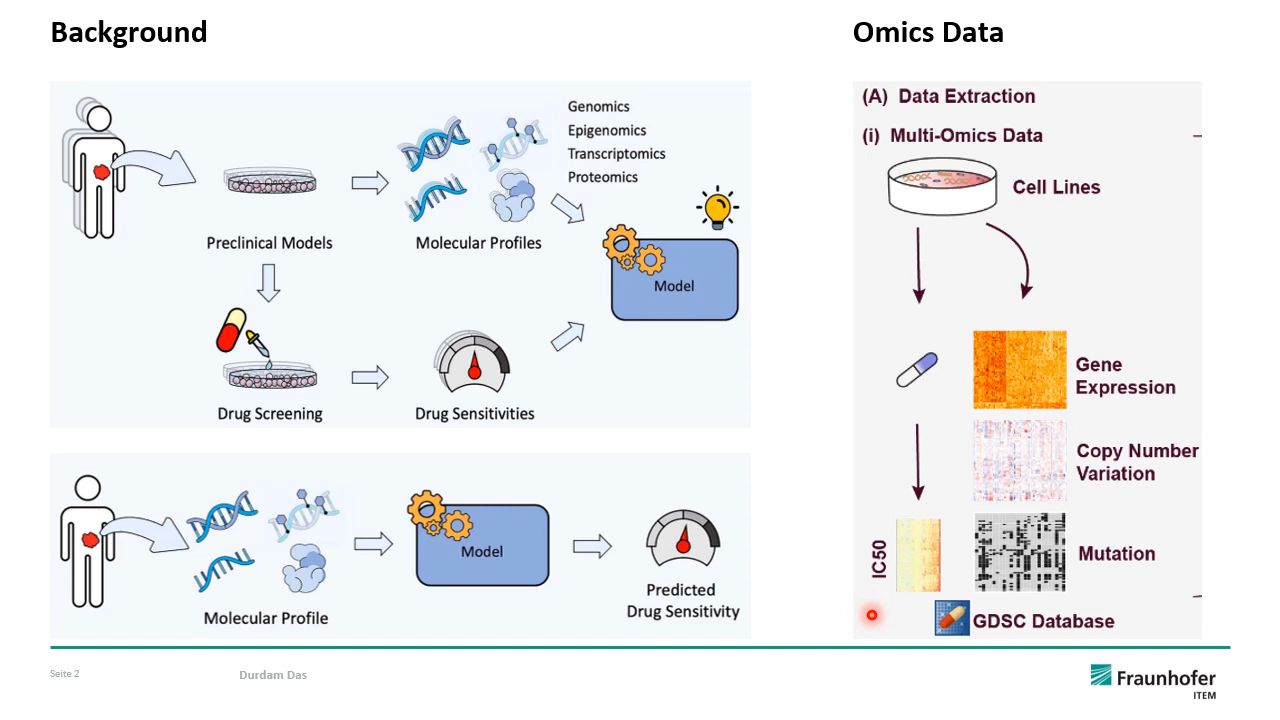 Background
Genomics
Epigenomics
Transcriptomics
Proteomics
Preclinical Models
Molecular Profiles
Model
Drug Screening
Drug Sensitivities
Molecular Profile
Model
Predicted
Drug Sensitivity
Omics Data
(A) Data Extraction
(i) Multi-Omics Data
Cell Lines
Gene
Expression
Copy Number
Variation
IC50
Mutation
GDSC Database
Seite 2
Durdam Das
Fraunhofer
ITEM